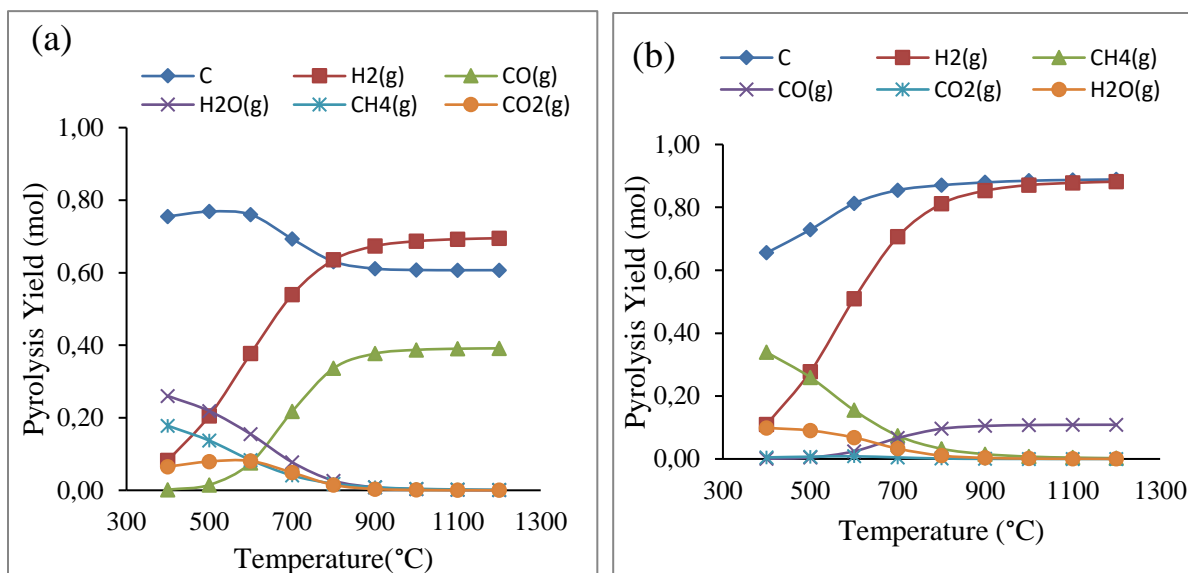 (a)
C H2(g) CO(g)
H2O(g) CH4(g) CO2(g)
1,00
0,80
0,60
0,40
0,20
0,00
300 500 700 900 1100 1300
Pyrolysis Yield (mol)
Temperature(°C)
(b)
C H2(g) CH4(g)
CO(g) CO2(g) H2O(g)
1,00
0,80
0,60
0,40
0,20
0,00
300 500 700 900 1100 1300
Pyrolysis Yield (mol)
Temperature (°C)